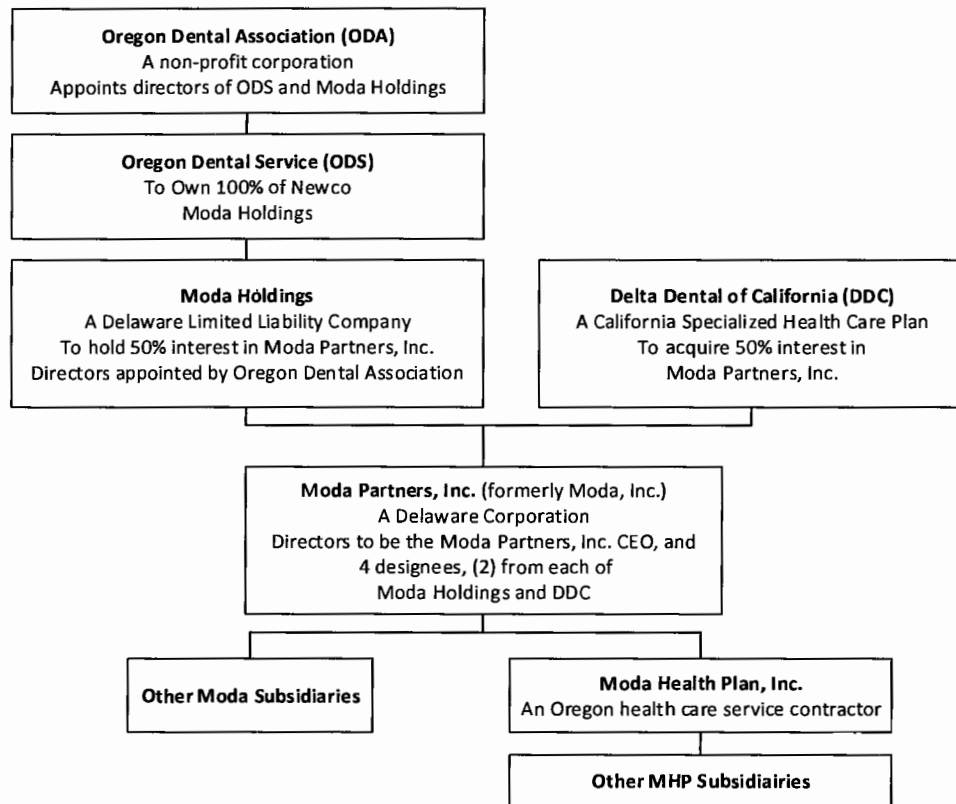 Oregon Dental Association (ODA)
A non-profit corporation
Appoints directors of ODS and Moda Holdings
Oregon Dental Service (ODS)
To Own 100% of Newco
Moda Holdings
Moda Holdings
A Delaware Limited Liability Company
To hold 50% interest in Moda Partners, Inc.
Directors appointed by Oregon Dental Association
Delta Dental of California (DDC)
A California Specialized Health Care Plan
To acquire 50% interest in
Moda Partners, Inc.
Moda Partners, Inc. (formerly Moda, Inc.)
A Delaware Corporation
Directors to be the Moda Partners, Inc. CEO, and
4 designees, (2) from each of
Moda Holdings and DDC
Other Moda Subsidiaries
Moda Health Plan, Inc.
An Oregon health care service contractor
Other MHP Subsidiairies